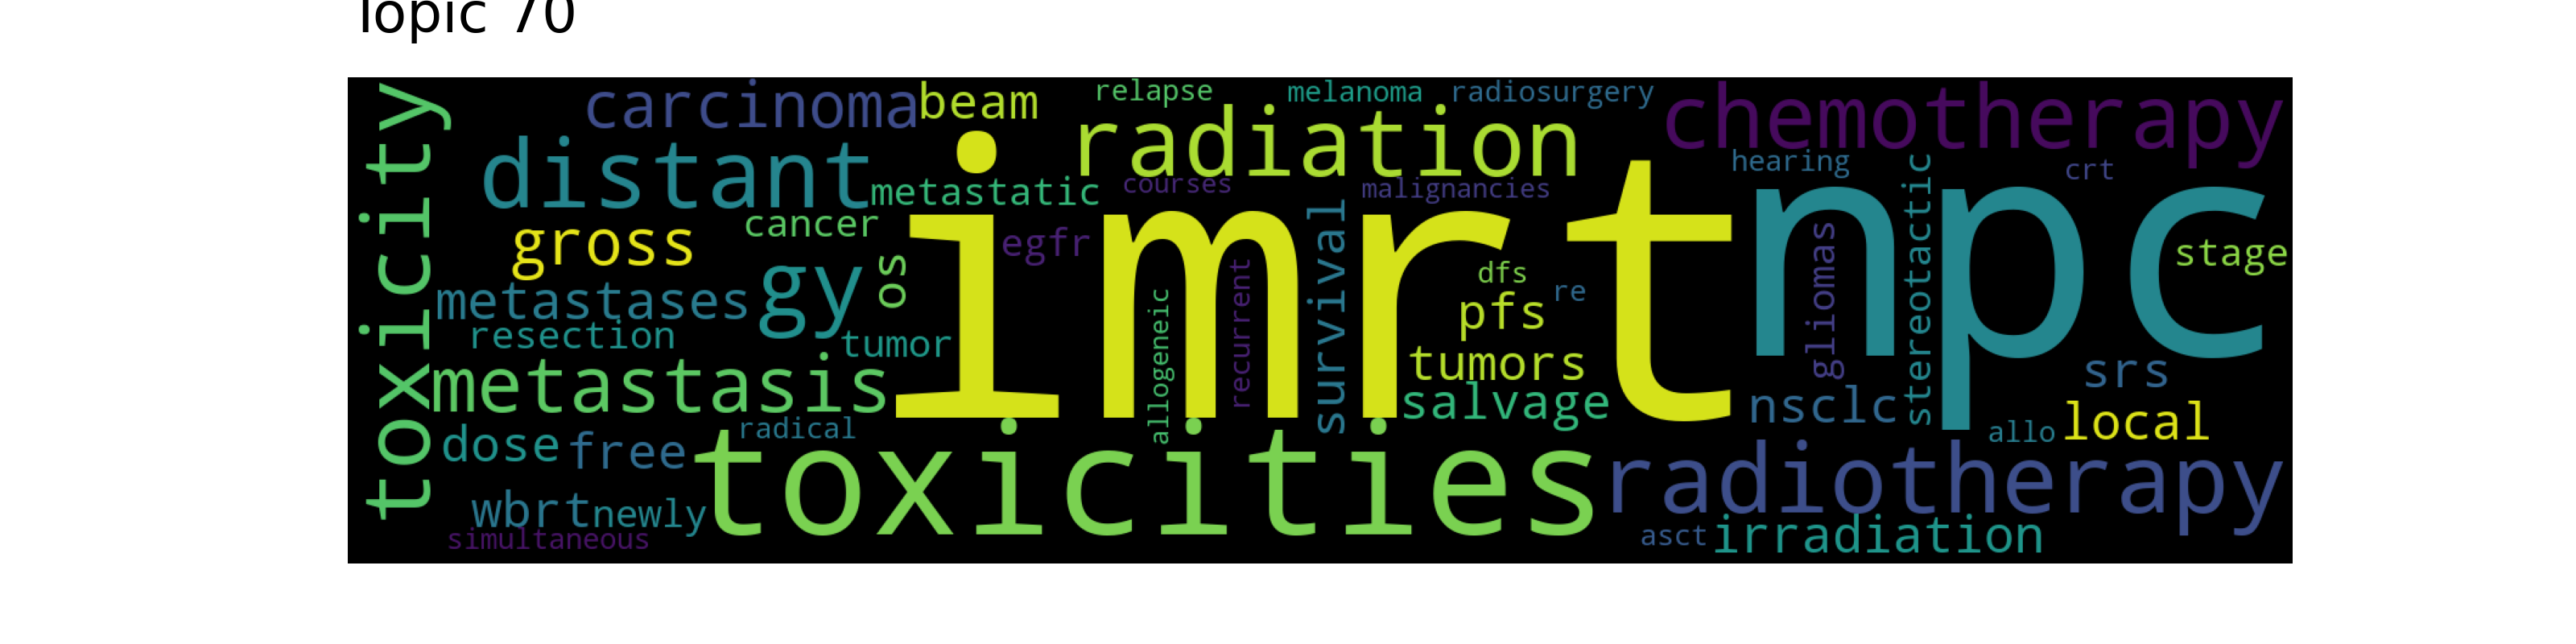 Topic 70
toxicity
carcinoma
beam
relapse
melanoma
radiosurgery
chemotherapy
distant
radiation
metastatic
courses
malignancies
hearing
stereotactic
crt
cancer
gross
egfr
imrt
npc
stage
gy
os
metastases
resection
tumor
allogeneic
recurrent
survival
dfs
re
pfs
gliomas
tumors
metastasis
salvage
nsclc
srs
local
allo
dose
free
radical
toxicities
radiotherapy
wbrt
newly
simultaneous
asct
irradiation